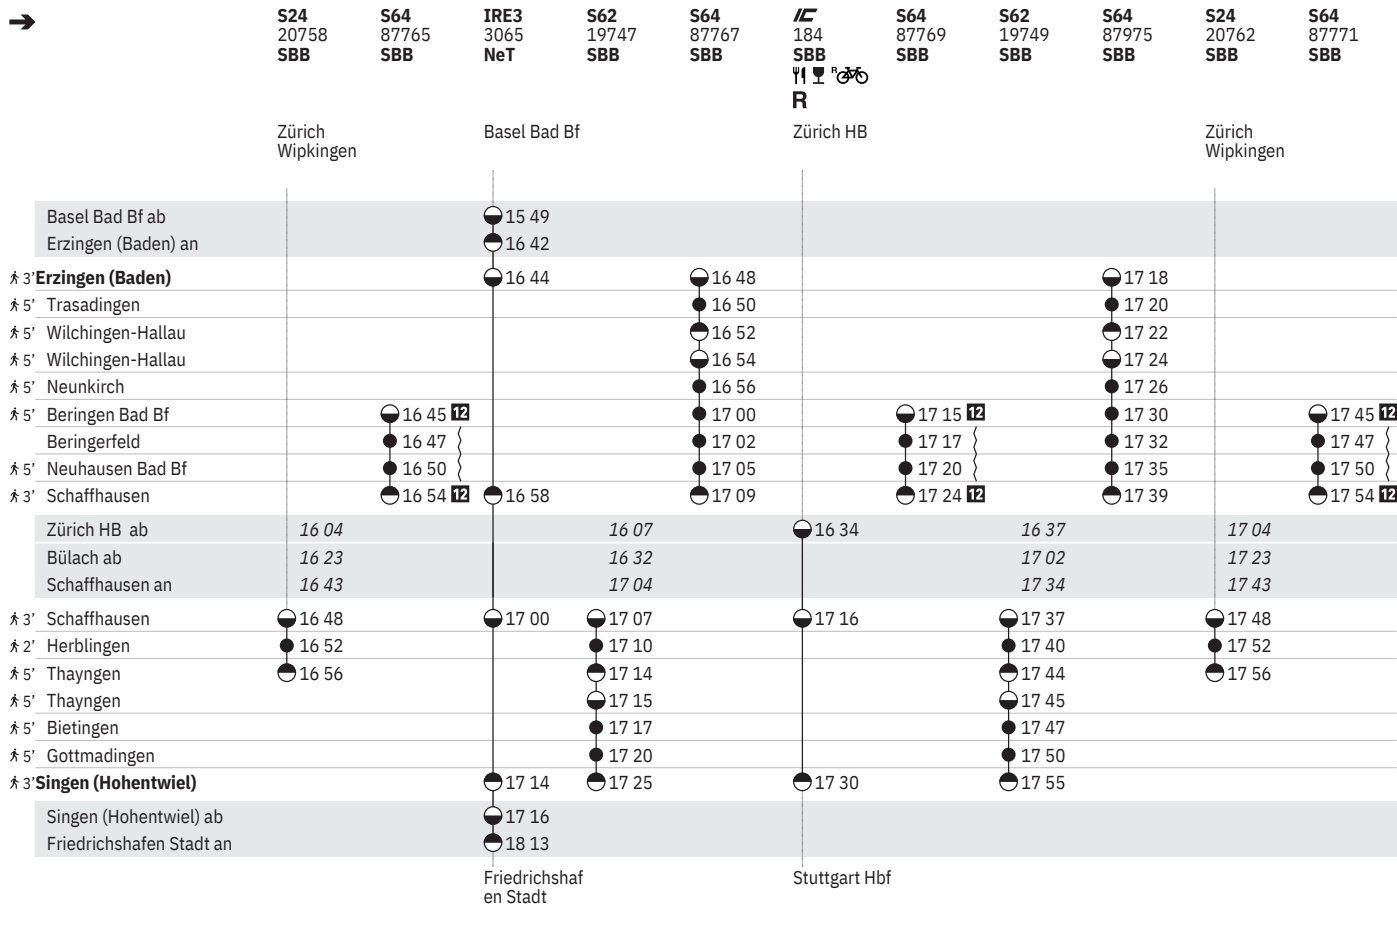 ➔ S24 S64 IRE3 S62 S64 IC S64 S62 S64 S24 S64
20758 87765 3065 19747 87767 184 87769 19749 87975 20762 87771
SBB SBB NeT SBB SBB SBB SBB SBB SBB SBB SBB
R
R
Zürich Basel Bad Bf Zürich HB Zürich
Wipkingen Wipkingen
Basel Bad Bf ab 15 49
Erzingen (Baden) an 16 42
3' Erzingen (Baden) 16 44 16 48 17 18
5' Trasadingen 16 50 17 20
5' Wilchingen-Hallau 16 52 17 22
5' Wilchingen-Hallau 16 54 17 24
5' Neunkirch 16 56 17 26
5' Beringen Bad Bf 16 45 12 17 00 17 15 12 17 30 17 45 12
Beringerfeld 16 47 17 02 17 17 17 32 17 47
5' Neuhausen Bad Bf 16 50 17 05 17 20 17 35 17 50
3' Schaffhausen 16 54 12 16 58 17 09 17 24 12 17 39 17 54 12
Zürich HB ab 16 04 16 07 16 34 16 37 17 04
Bülach ab 16 23 16 32 17 02 17 23
Schaffhausen an 16 43 17 04 17 34 17 43
3' Schaffhausen 16 48 17 00 17 07 17 16 17 37 17 48
2' Herblingen 16 52 17 10 17 40 17 52
5' Thayngen 16 56 17 14 17 44 17 56
5' Thayngen 17 15 17 45
5' Bietingen 17 17 17 47
5' Gottmadingen 17 20 17 50
3' Singen (Hohentwiel) 17 14 17 25 17 30 17 55
Singen (Hohentwiel) ab 17 16
Friedrichshafen Stadt an 18 13
Friedrichshaf Stuttgart Hbf
en Stadt